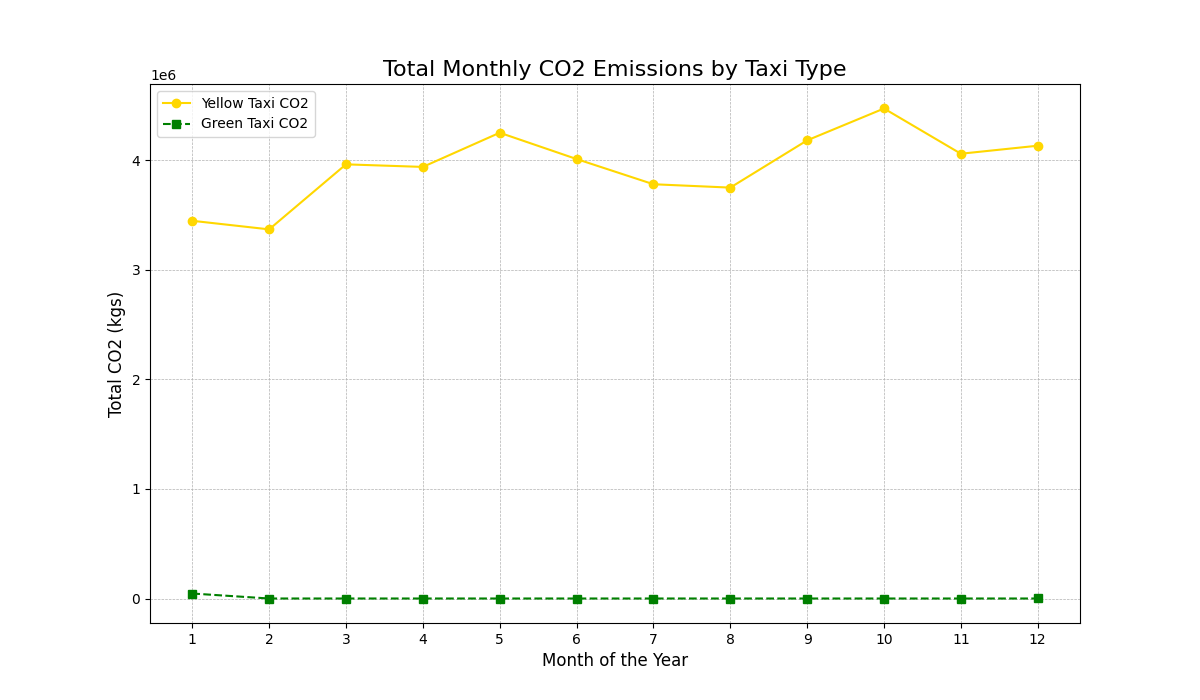 Total Monthly CO2 Emissions by Taxi Type
1e6
Yellow Taxi CO2
Green Taxi CO2
4
3
2
1
0
Total CO2 (kgs)
1 2 3 4 5 6 7 8 9 10 11 12
Month of the Year